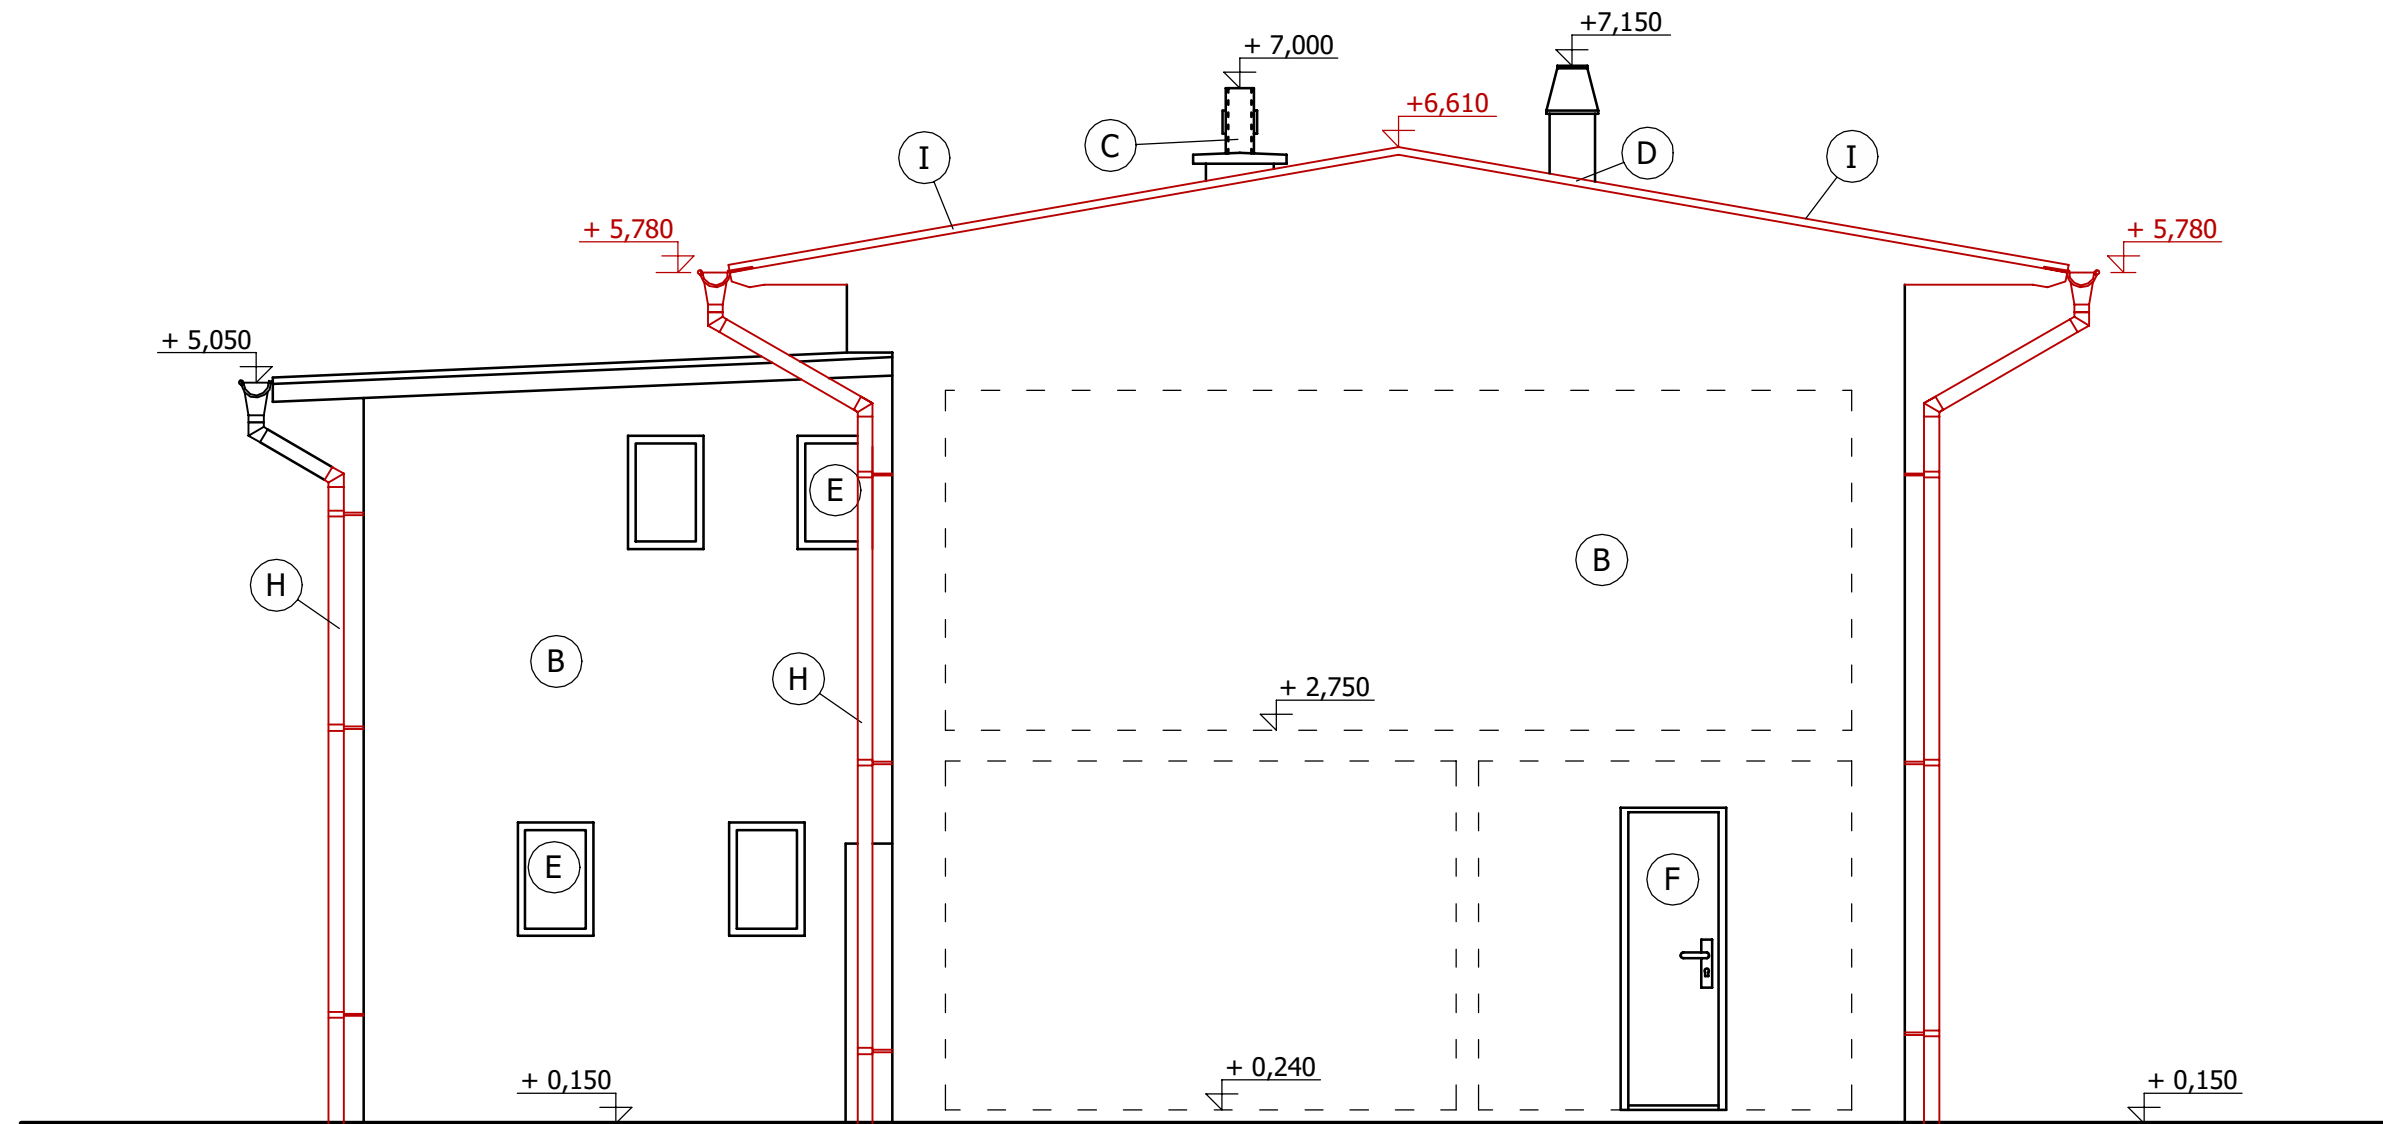 +7,150
+ 7,000
+6,610
C
D
I
I
+ 5,780
+ 5,780
+ 5,050
E
B
H
B
H
+ 2,750
E
F
+ 0,240
+ 0,150
+ 0,150